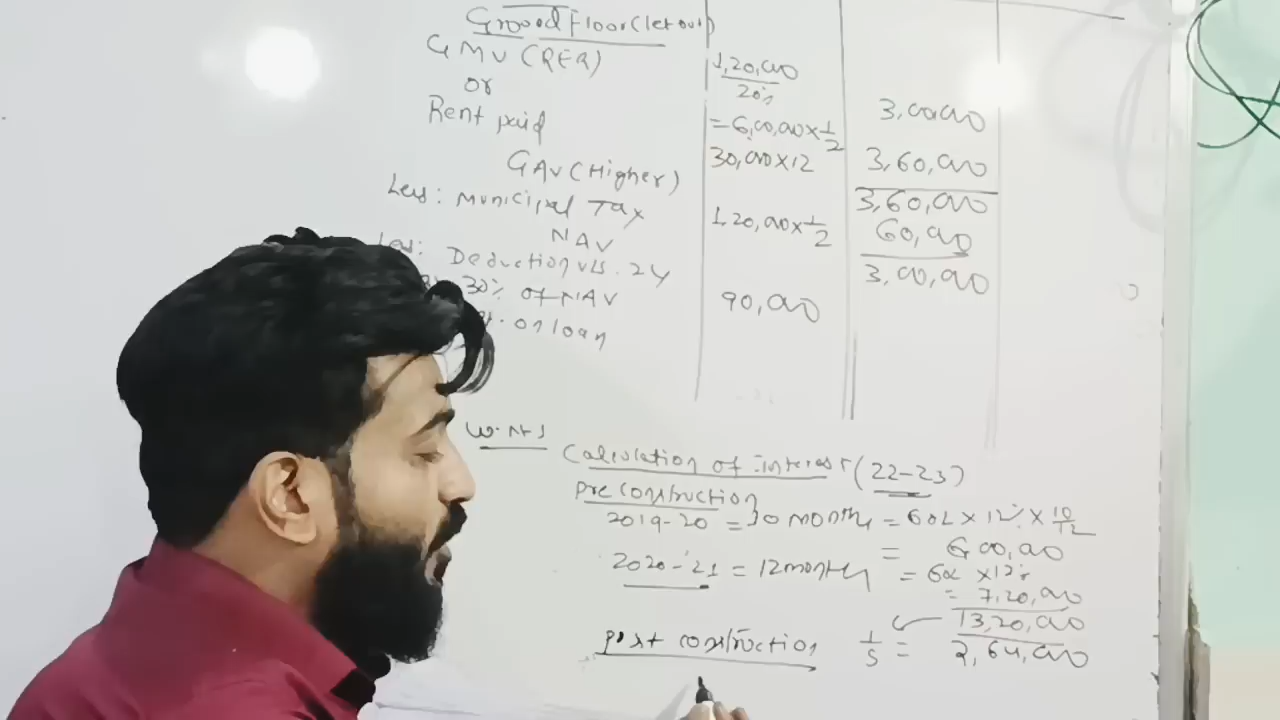 Ground Floor (let out)
GMV (RER)
1,20,000
20%
or
= 6,00,000 × 1/2
3,00,000
Rent paid
30,000 × 12
3,60,000
GAV (Higher)
3,60,000
Less: Municipal Tax
1,20,000 × 1/2
60,000
NAV
3,00,000
Less: Deduction u/s. 24
30% of NAV
90,000
on loan
W.N 1
Calculation of interest (22-23)
Pre construction
2019-20 = 10 months = 60L × 12% × 10/12
= 6,00,000
2020-21 = 12 months = 60L × 12%
= 7,20,000
13,20,000
1/5 = 2,64,000
Post construction